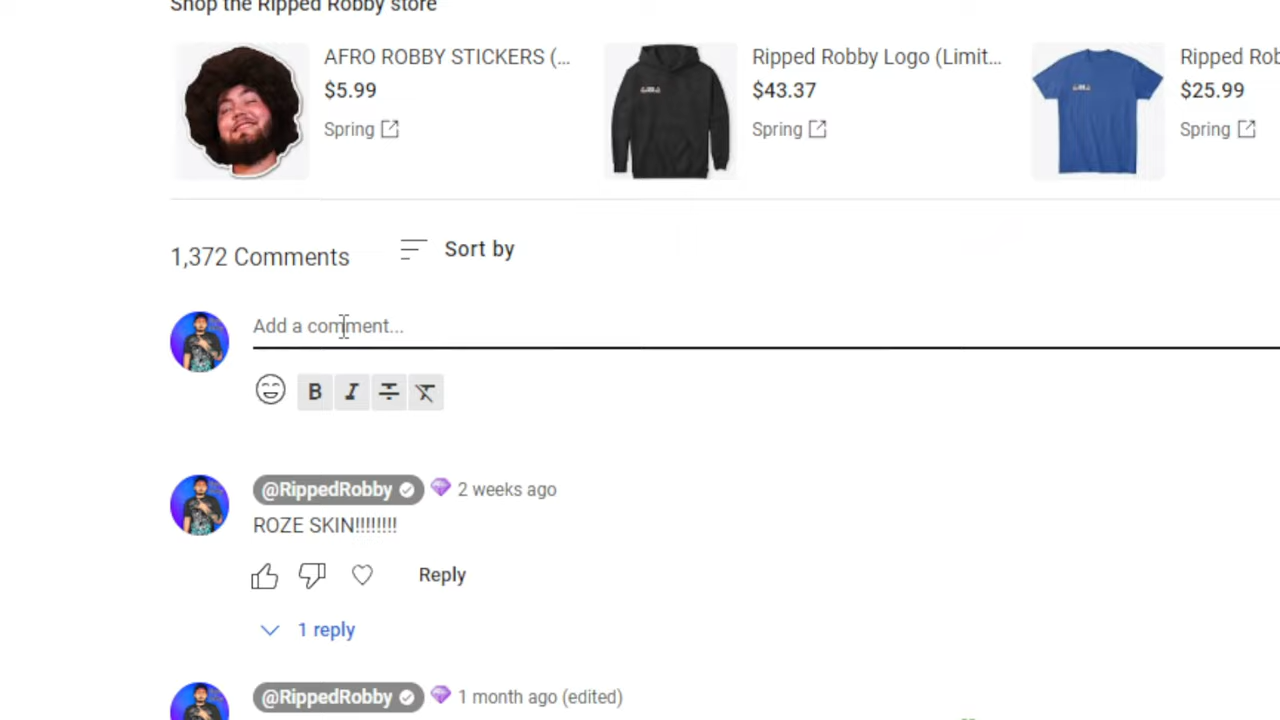 Shop the Ripped Robby store
AFRO ROBBY STICKERS (...
$5.99
Spring
Ripped Robby Logo (Limit...
$43.37
Spring
Ripped Rob
$25.99
Spring
1,372 Comments
Sort by
Add a comment...
B I
@RippedRobby 2 weeks ago
ROZE SKIN!!!!!!!!
Reply
1 reply
@RippedRobby 1 month ago (edited)